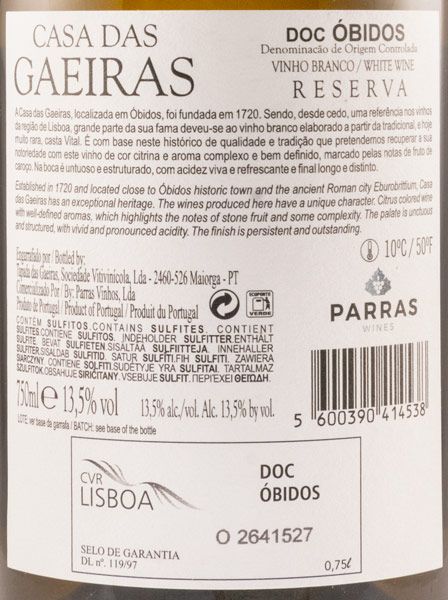 CASA DAS
GAEIRAS
DOC ÓBIDOS
Denominação de Origem Controlada
VINHO BRANCO / WHITE WINE
RESERVA
A Casa das Gaeiras, localizada em Óbidos, foi fundada em 1720. Sendo, desde cedo, uma referência nos vinhos
da região de Lisboa, grande parte da sua fama deveu-se ao vinho branco elaborado a partir da tradicional, e hoje
muito rara, casta Vital. É com base neste histórico de qualidade e tradição que pretendemos recuperar a sua
notoriedade com este vinho de cor citrina e aroma complexo e bem definido, marcado pelas notas de fruto de
caroço. Na boca é untuoso e estruturado, com acidez viva e refrescante e final longo e distinto.
Established in 1720 and located close to Óbidos historic town and the ancient Roman city Eburobrittium, Casa
das Gaeiras has an exceptional heritage. The wines produced here have a unique character. Citrus colored wine
with well-defined aromas, which highlights the notes of stone fruit and some complexity. The palate is unctuous
and structured, with vivid and pronounced acidity. The finish is persistent and outstanding.
Engarrafado por / Bottled by:
Tapada das Gaeiras, Sociedade Vitivinícola, Lda - 2460-526 Maiorga - PT
Comercializado Por / By: Parras Vinhos, Lda
Produto de Portugal / Product of Portugal / Produit du Portugal
10ºC / 50ºF
ECOPONTO
VERDE
PARRAS
WINES
CONTÉM SULFITOS.CONTAINS SULFITES. CONTIENT
SULFITES.CONTIENE SULFITOS. INDEHOLDER SULFITTER.ENTHÄLT
SULFITE. BEVAT SULFIETEN.SISÄLTÄÄ SULFIITTEJA. INNEHALLER
SULFITER.SISALDAB SULFITID. SATUR SULFITI.FIH SULFITI. ZAWIERA
SARCZYNY CONTINE SOLFITI.SUDĖTYJE YRA SULFITAI. TARTALMAZ
SZULFITOK.OBSAHUJE SIRIČITANY. VSEBUJE SULFIT. ΠΕΡΙΕΧΕΙ ΘΕΙΩΔΗ.
750ml e 13,5% vol
13,5% alc./vol. Alc. 13,5% by vol.
LOTE: ver base da garrafa / BATCH: see base of the bottle
5 600390 414538
CVR
LISBOA
DOC
ÓBIDOS
O 2641527
SELO DE GARANTIA
DL nº. 119/97
0,75ℓ